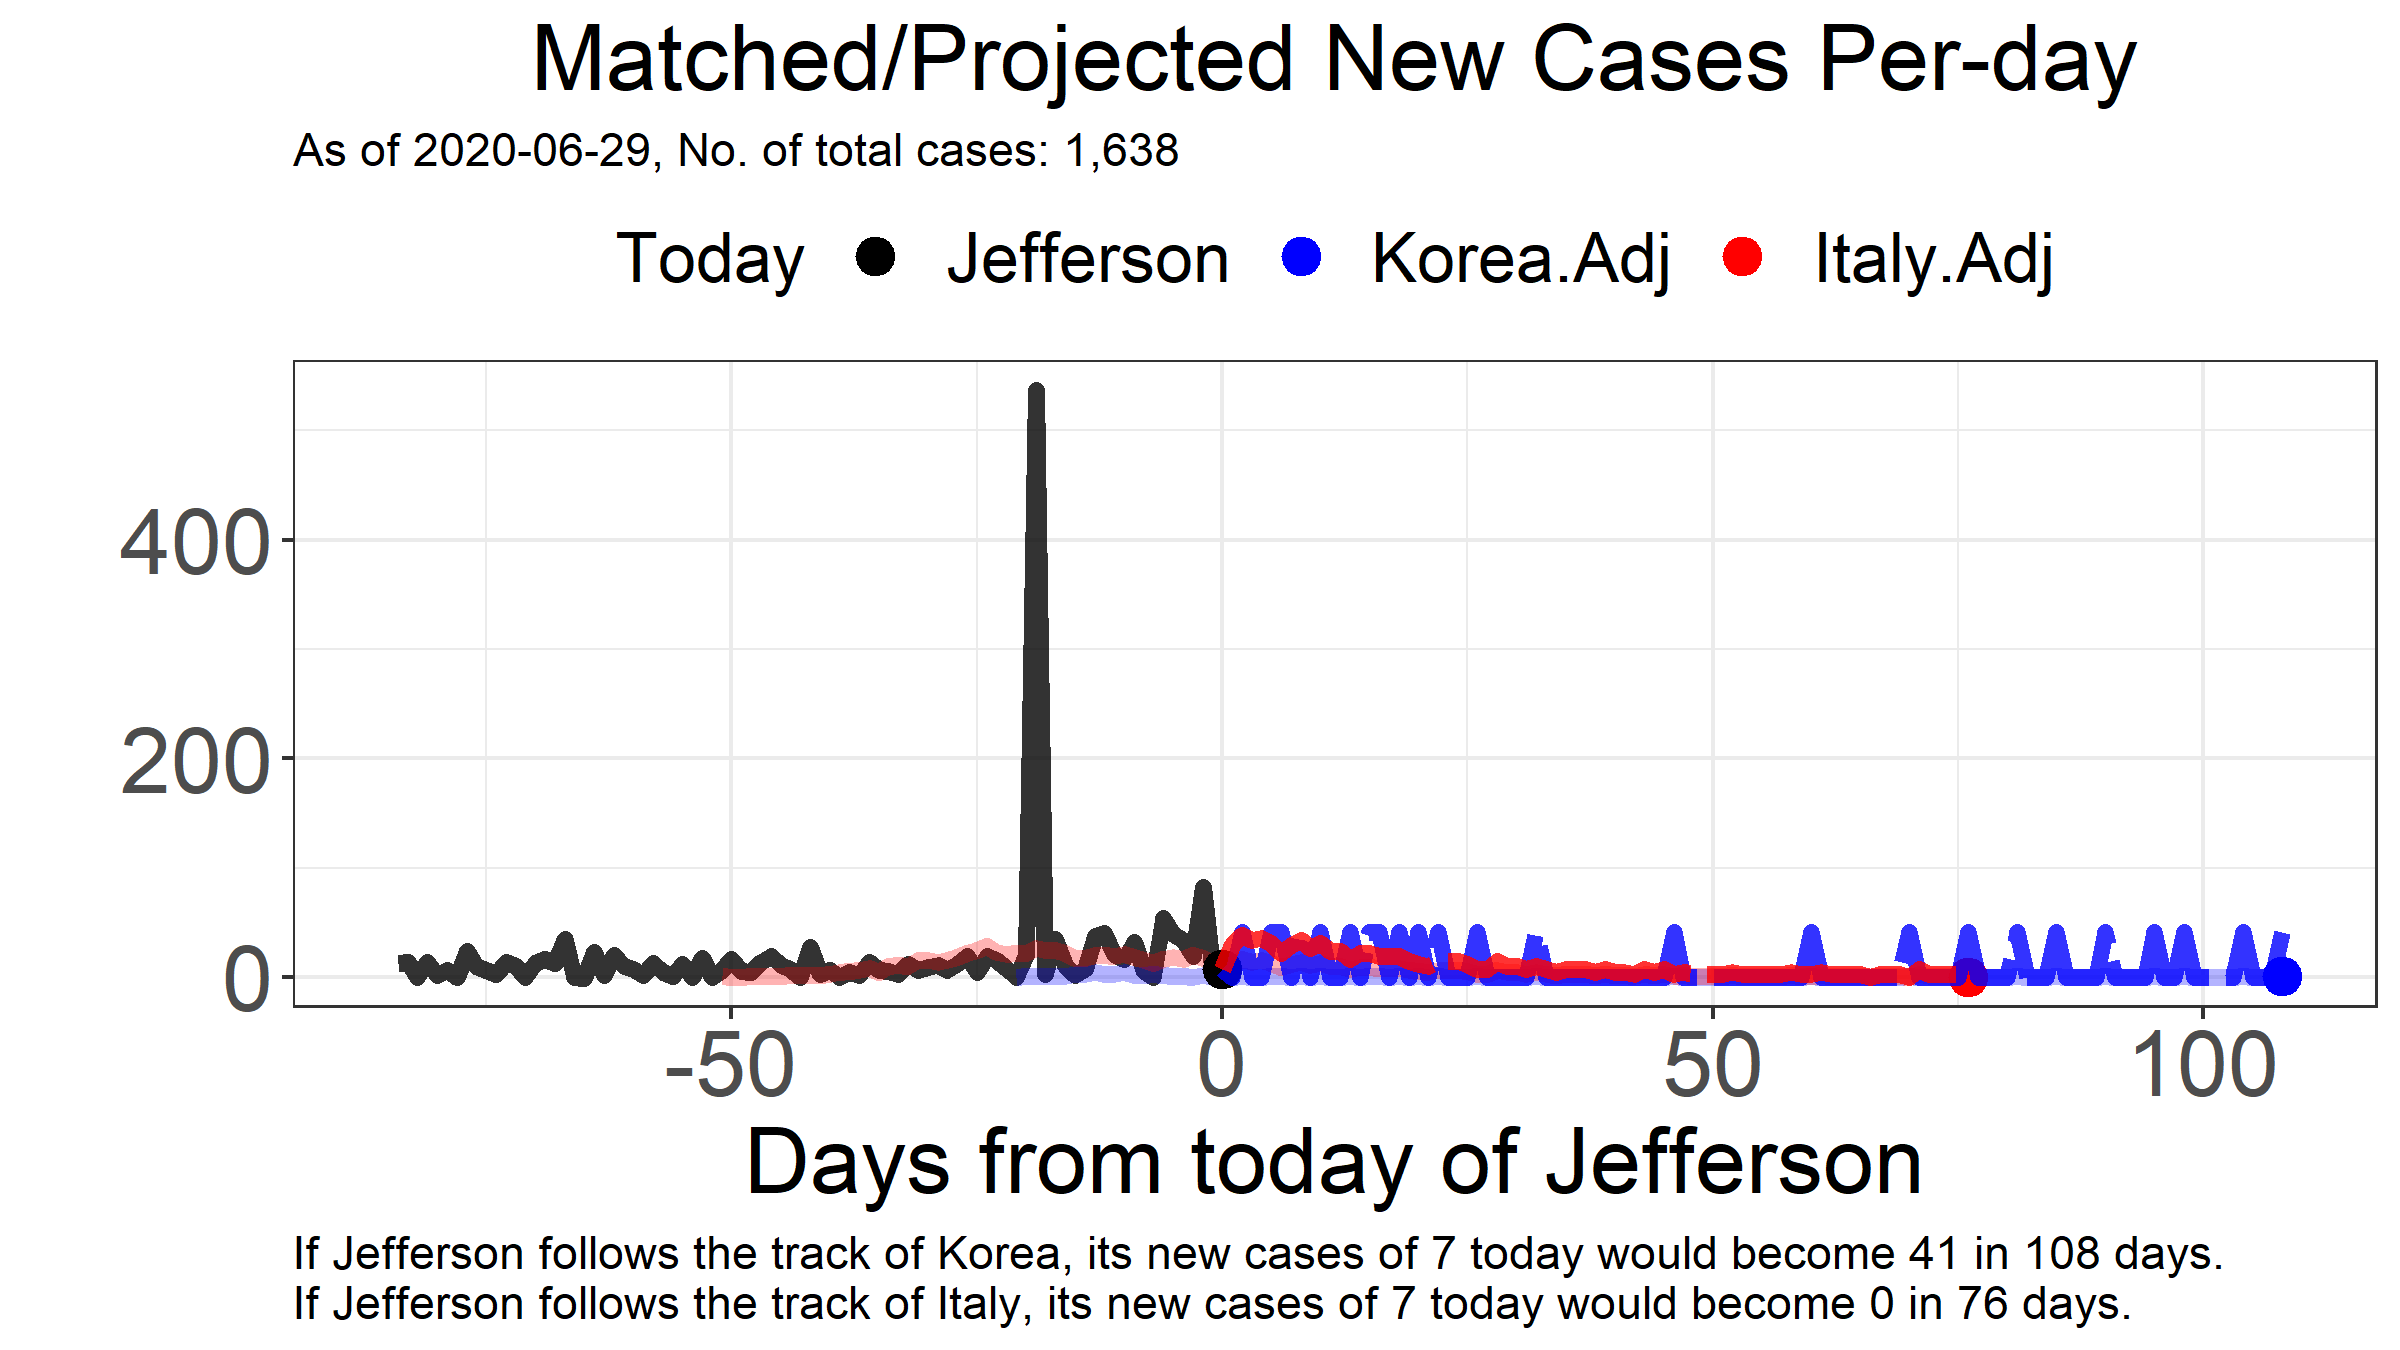 Matched/Projected New Cases Per-day
As of 2020-06-29, No. of total cases: 1,638
Today Jefferson Korea.Adj Italy.Adj
400
200
0
-50 0 50 100
Days from today of Jefferson
If Jefferson follows the track of Korea, its new cases of 7 today would become 41 in 108 days.
If Jefferson follows the track of Italy, its new cases of 7 today would become 0 in 76 days.